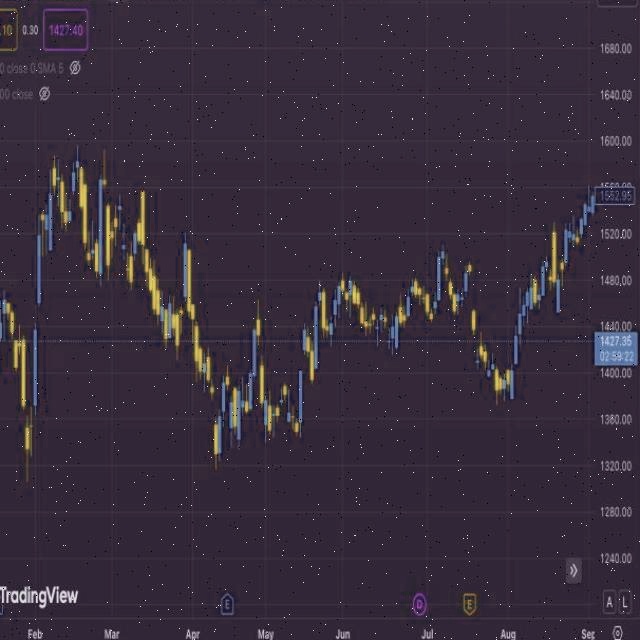 .10 0.30 1427.40
0 close 0 SMA 5
00 close
1680.00
1640.00
1600.00
1560.00
1552.95
1520.00
1480.00
1440.00
1427.35
02:59:22
1400.00
1360.00
1320.00
1280.00
1240.00
TradingView
E D E A L
Feb Mar Apr May Jun Jul Aug Sep